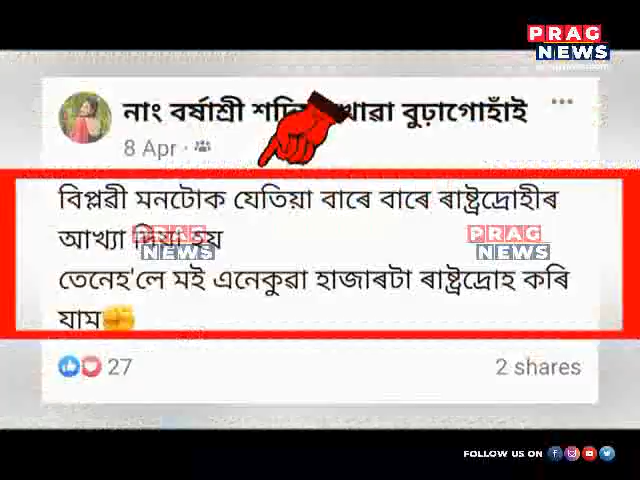 PRAG
NEWS
নাং বৰ্ষাশ্ৰী বুঢ়াগোহাঁই
8 Apr
বিপ্লৱী মনটোক যেতিয়া বাৰে বাৰে ৰাষ্ট্ৰদ্ৰোহীৰ
আখ্যা দিয়া হয়
PRAG
NEWS
PRAG
NEWS
তেনেহ'লে মই এনেকুৱা হাজাৰটা ৰাষ্ট্ৰদ্ৰোহ কৰি
যাম
27
2 shares
FOLLOW US ON